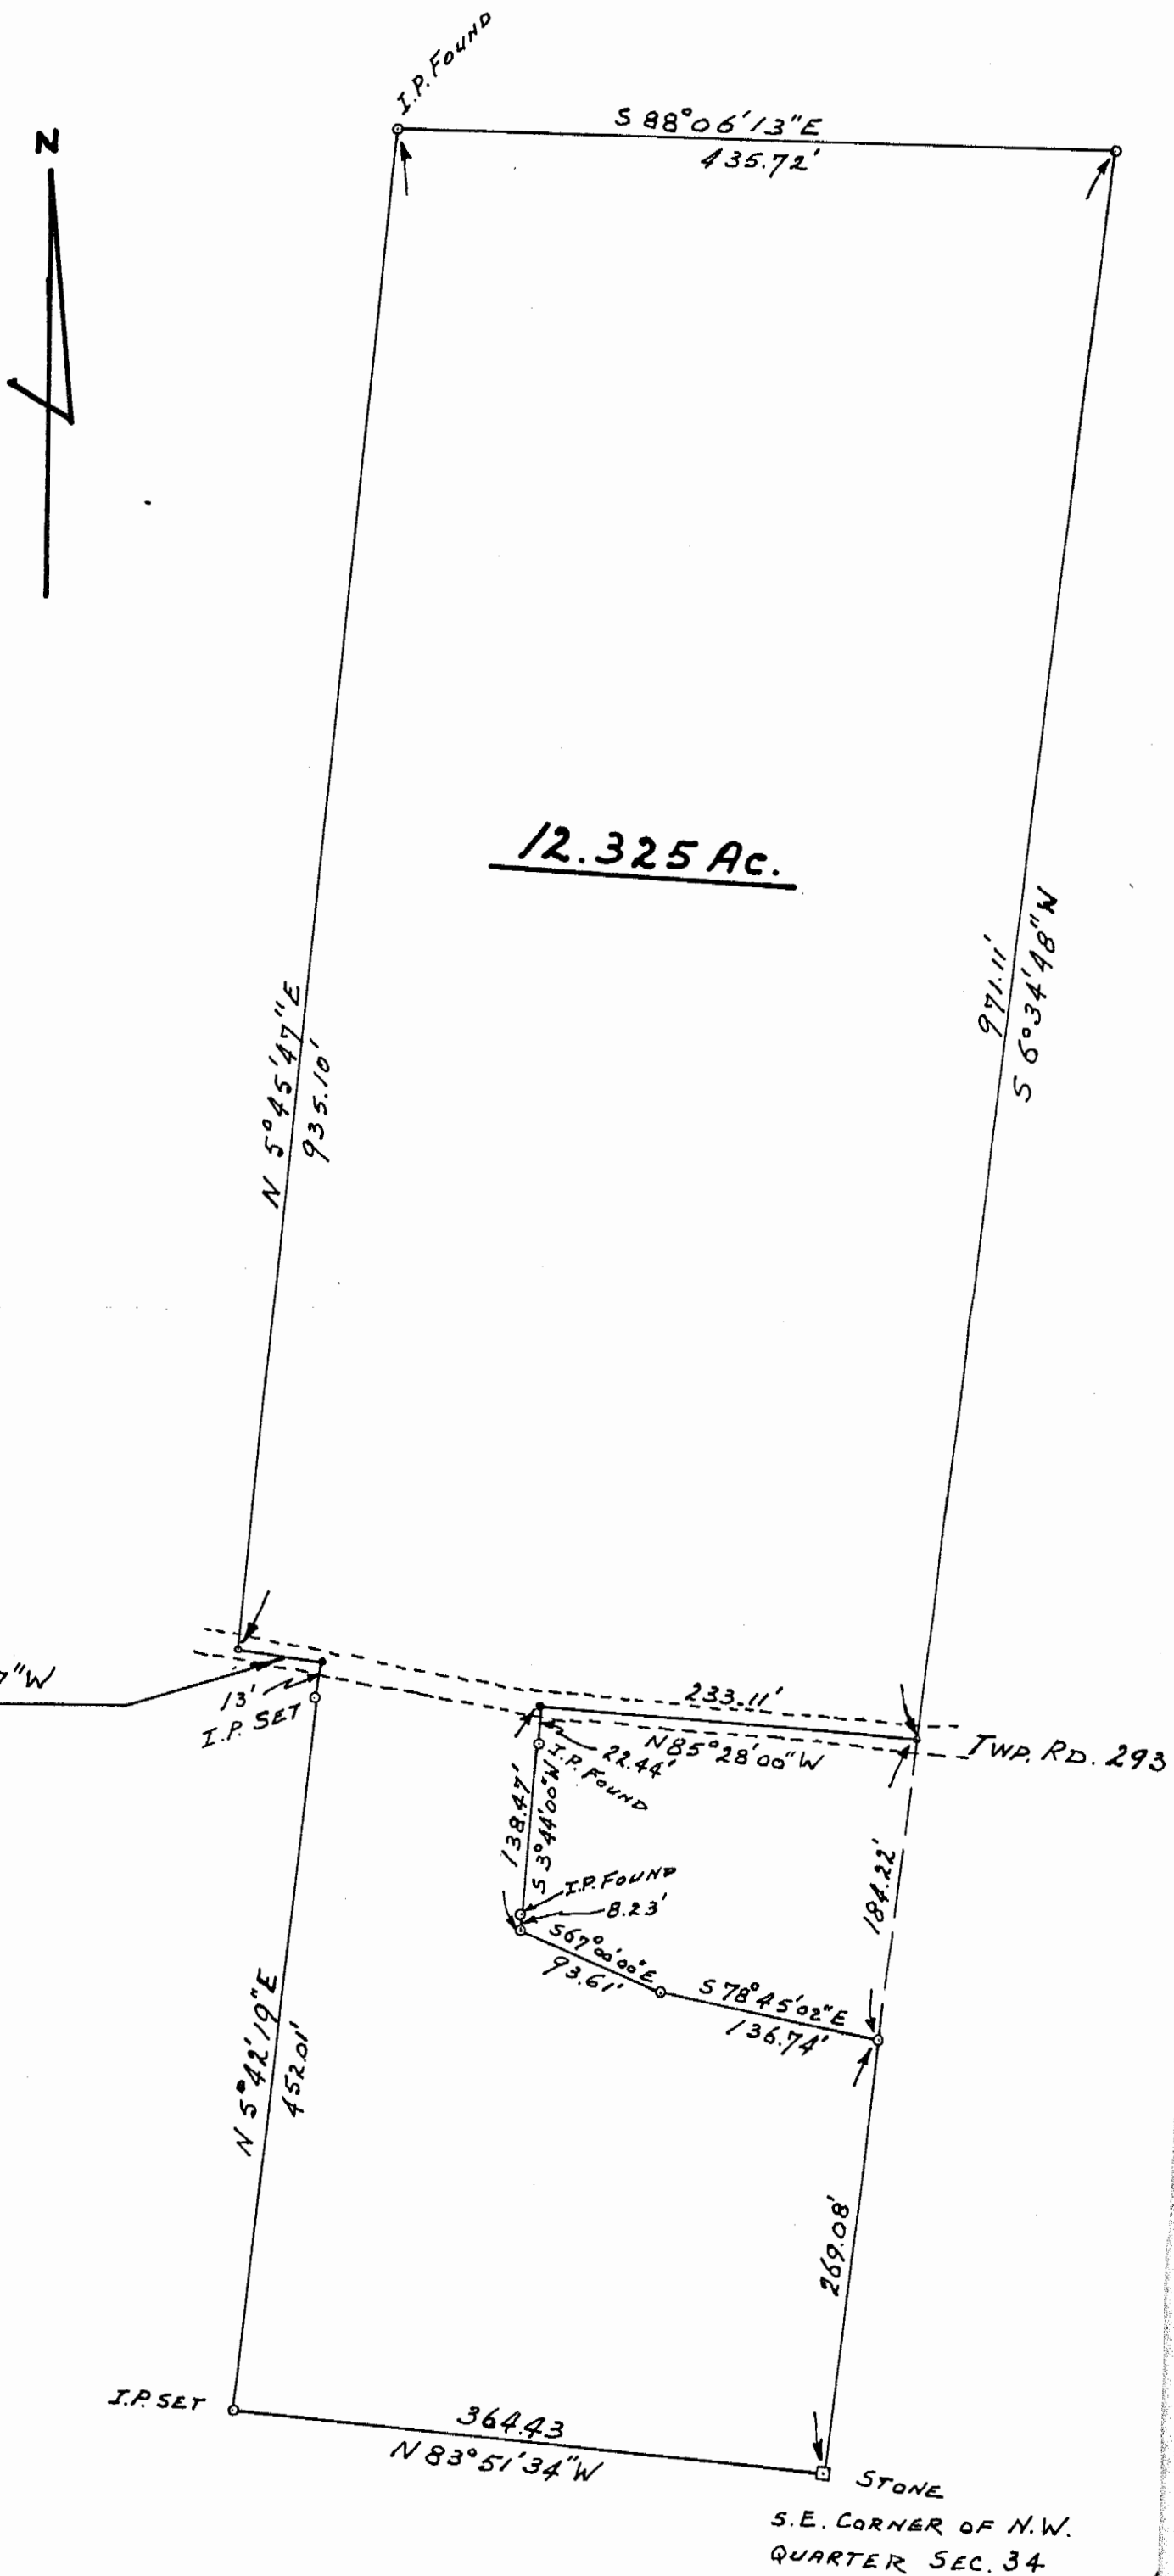 I.P. FOUND
N
S 88°06'13"E
435.72'
12.325 Ac.
971.11'
S 6°34'48"W
N 5°45'47"E
935.10'
7"W
13'
I.P. SET
233.11'
N85°28'00"W
TWP. RD. 293
22.44'
I.P. FOUND
138.47'
S 3°44'00"W
I.P. FOUND
8.23'
184.22'
S67°00'00"E
93.61'
S 78°45'02"E
136.74'
N 5°42'19"E
452.01'
269.08'
I.P. SET
364.43
N 83°51'34"W
STONE
S.E. CORNER OF N.W.
QUARTER SEC. 34